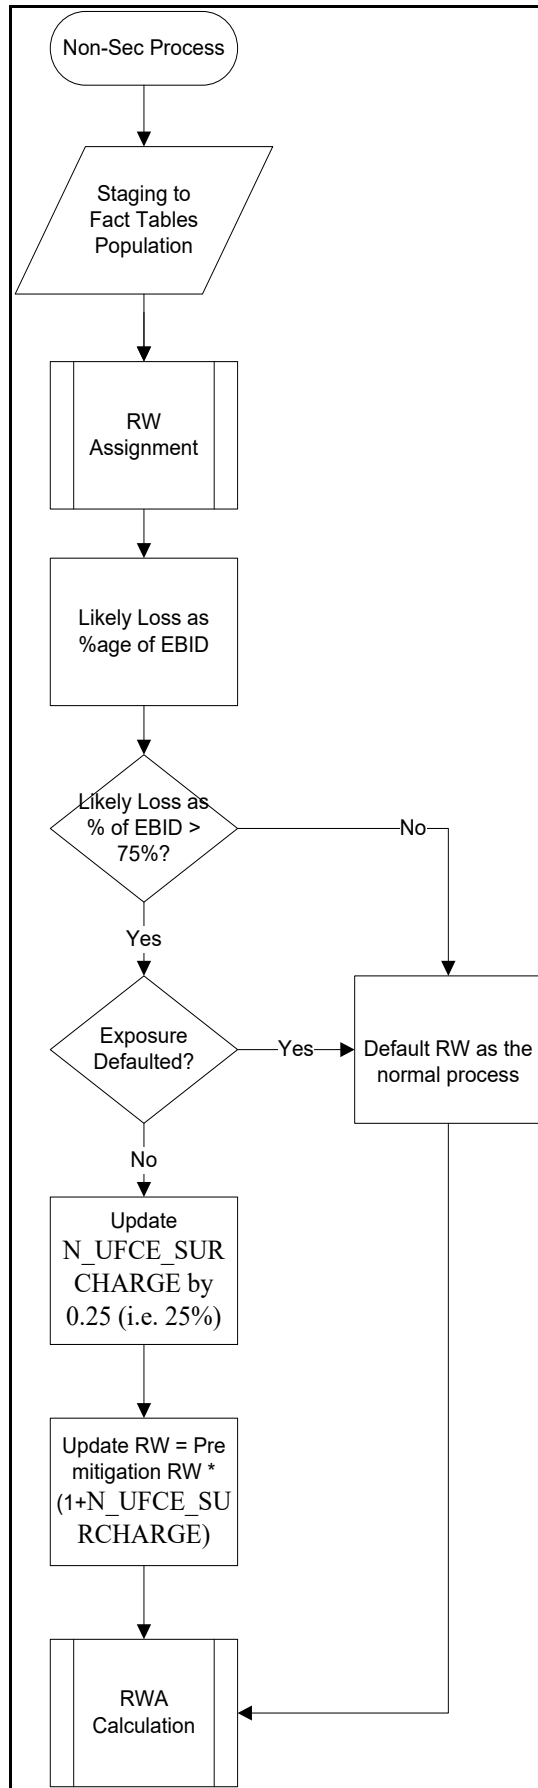 Non-Sec Process
Staging to
Fact Tables
Population
RW
Assignment
Likely Loss as
%age of EBID
Likely Loss as
% of EBID >
75%?
No
Yes
Exposure
Defaulted?
Yes
Default RW as the
normal process
No
Update
N_UFCE_SUR
CHARGE by
0.25 (i.e. 25%)
Update RW = Pre
mitigation RW *
(1+N_UFCE_SU
RCHARGE)
RWA
Calculation